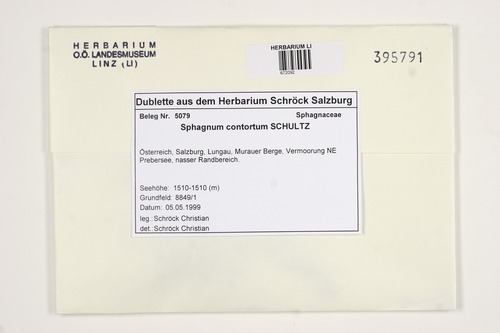 HERBARIUM
O.Ö. LANDESMUSEUM
LINZ (LI)
HERBARIUM LI
672092
395791
Dublette aus dem Herbarium Schröck Salzburg
Beleg Nr. 5079 Sphagnaceae
Sphagnum contortum SCHULTZ
Österreich, Salzburg, Lungau, Murauer Berge, Vermoorung NE
Prebersee, nasser Randbereich.
Seehöhe: 1510-1510 (m)
Grundfeld: 8849/1
Datum: 05.05.1999
leg.: Schröck Christian
det.: Schröck Christian